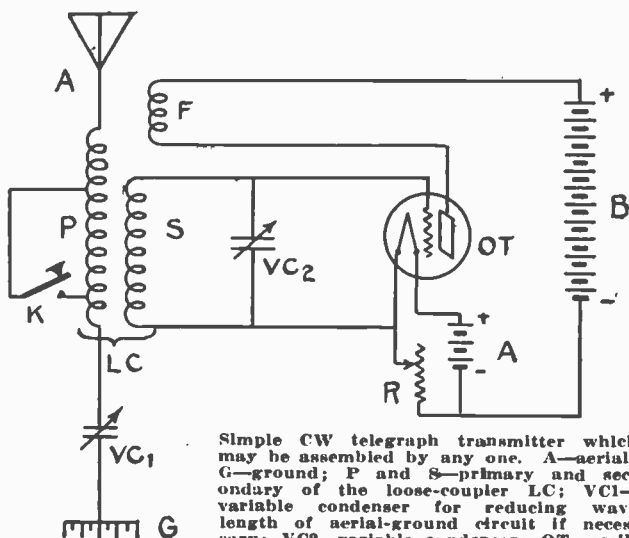 A
F
+
P
S
VC2
OT
B
K
LC
+
A
-
-
R
VC1
G
Simple CW telegraph transmitter which
may be assembled by any one. A—aerial
G—ground; P and S—primary and sec
ondary of the loose-coupler LC; VC1—
variable condenser for reducing wav
length of aerial-ground circuit if neces